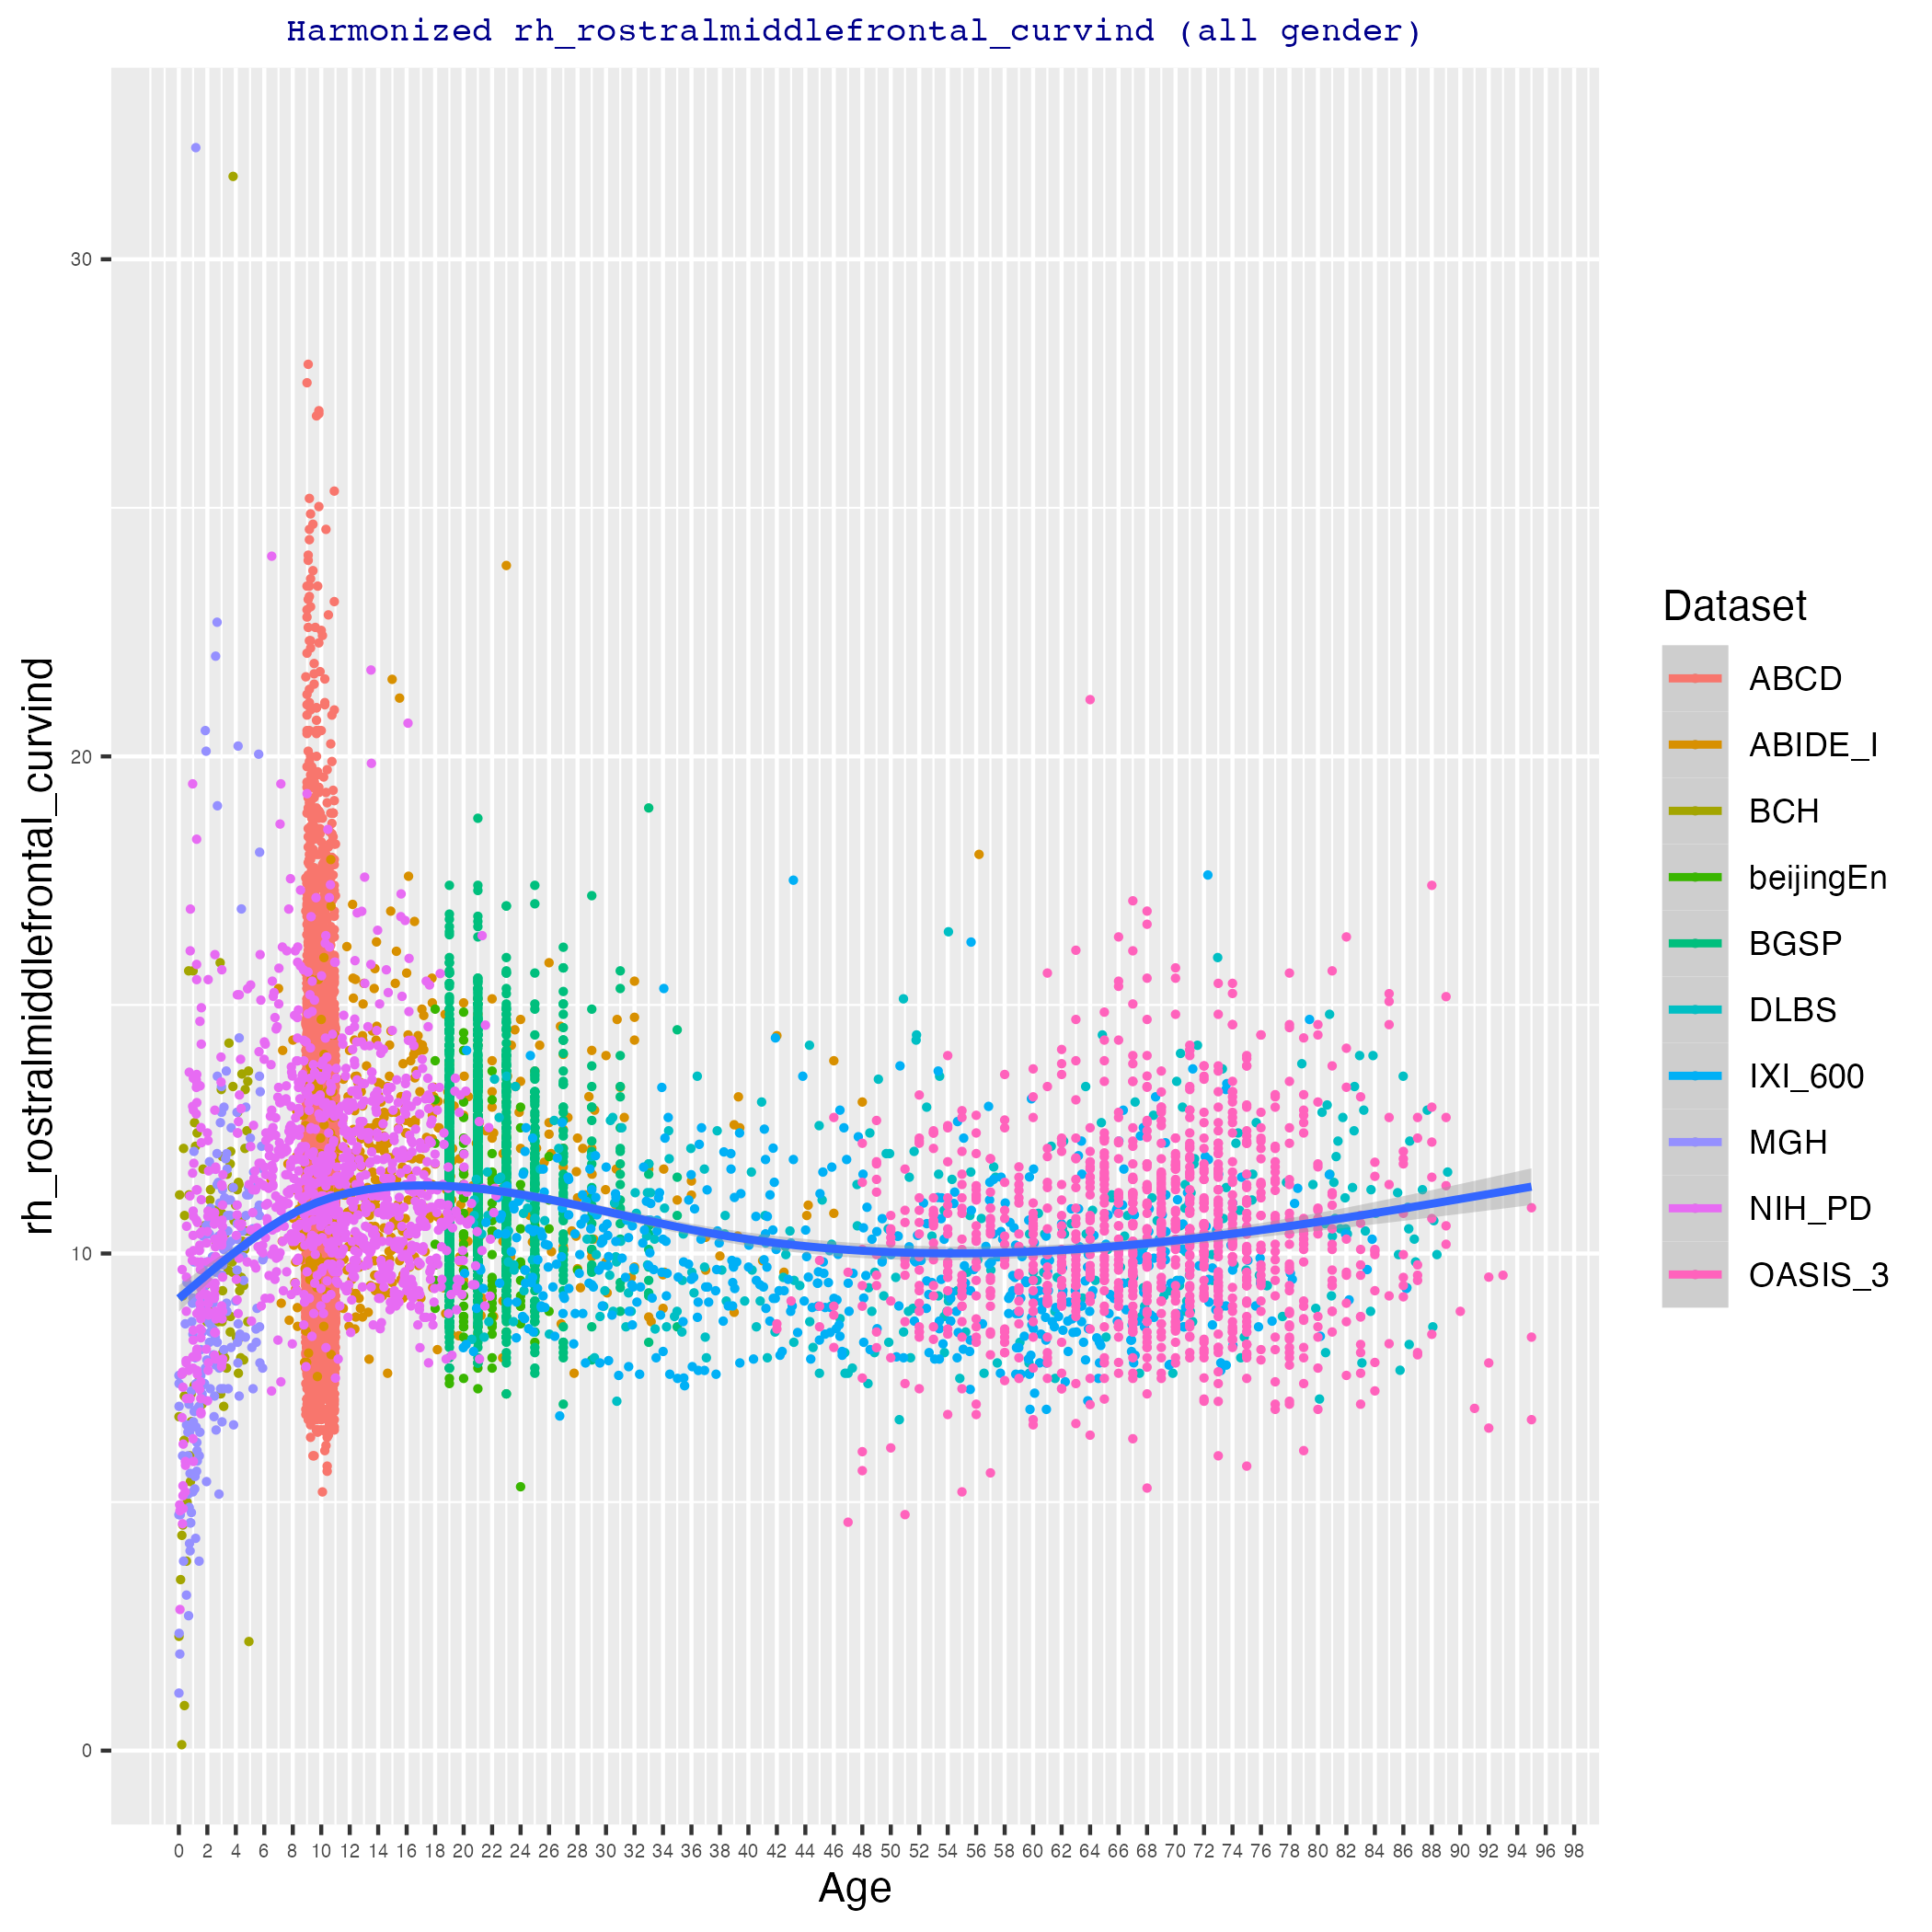 Harmonized rh_rostralmiddlefrontal_curvind (all gender)
rh_rostralmiddlefrontal_curvind
30
20
10
0
0 2 4 6 8 10 12 14 16 18 20 22 24 26 28 30 32 34 36 38 40 42 44 46 48 50 52 54 56 58 60 62 64 66 68 70 72 74 76 78 80 82 84 86 88 90 92 94 96 98
Age
Dataset
ABCD
ABIDE_I
BCH
beijingEn
BGSP
DLBS
IXI_600
MGH
NIH_PD
OASIS_3